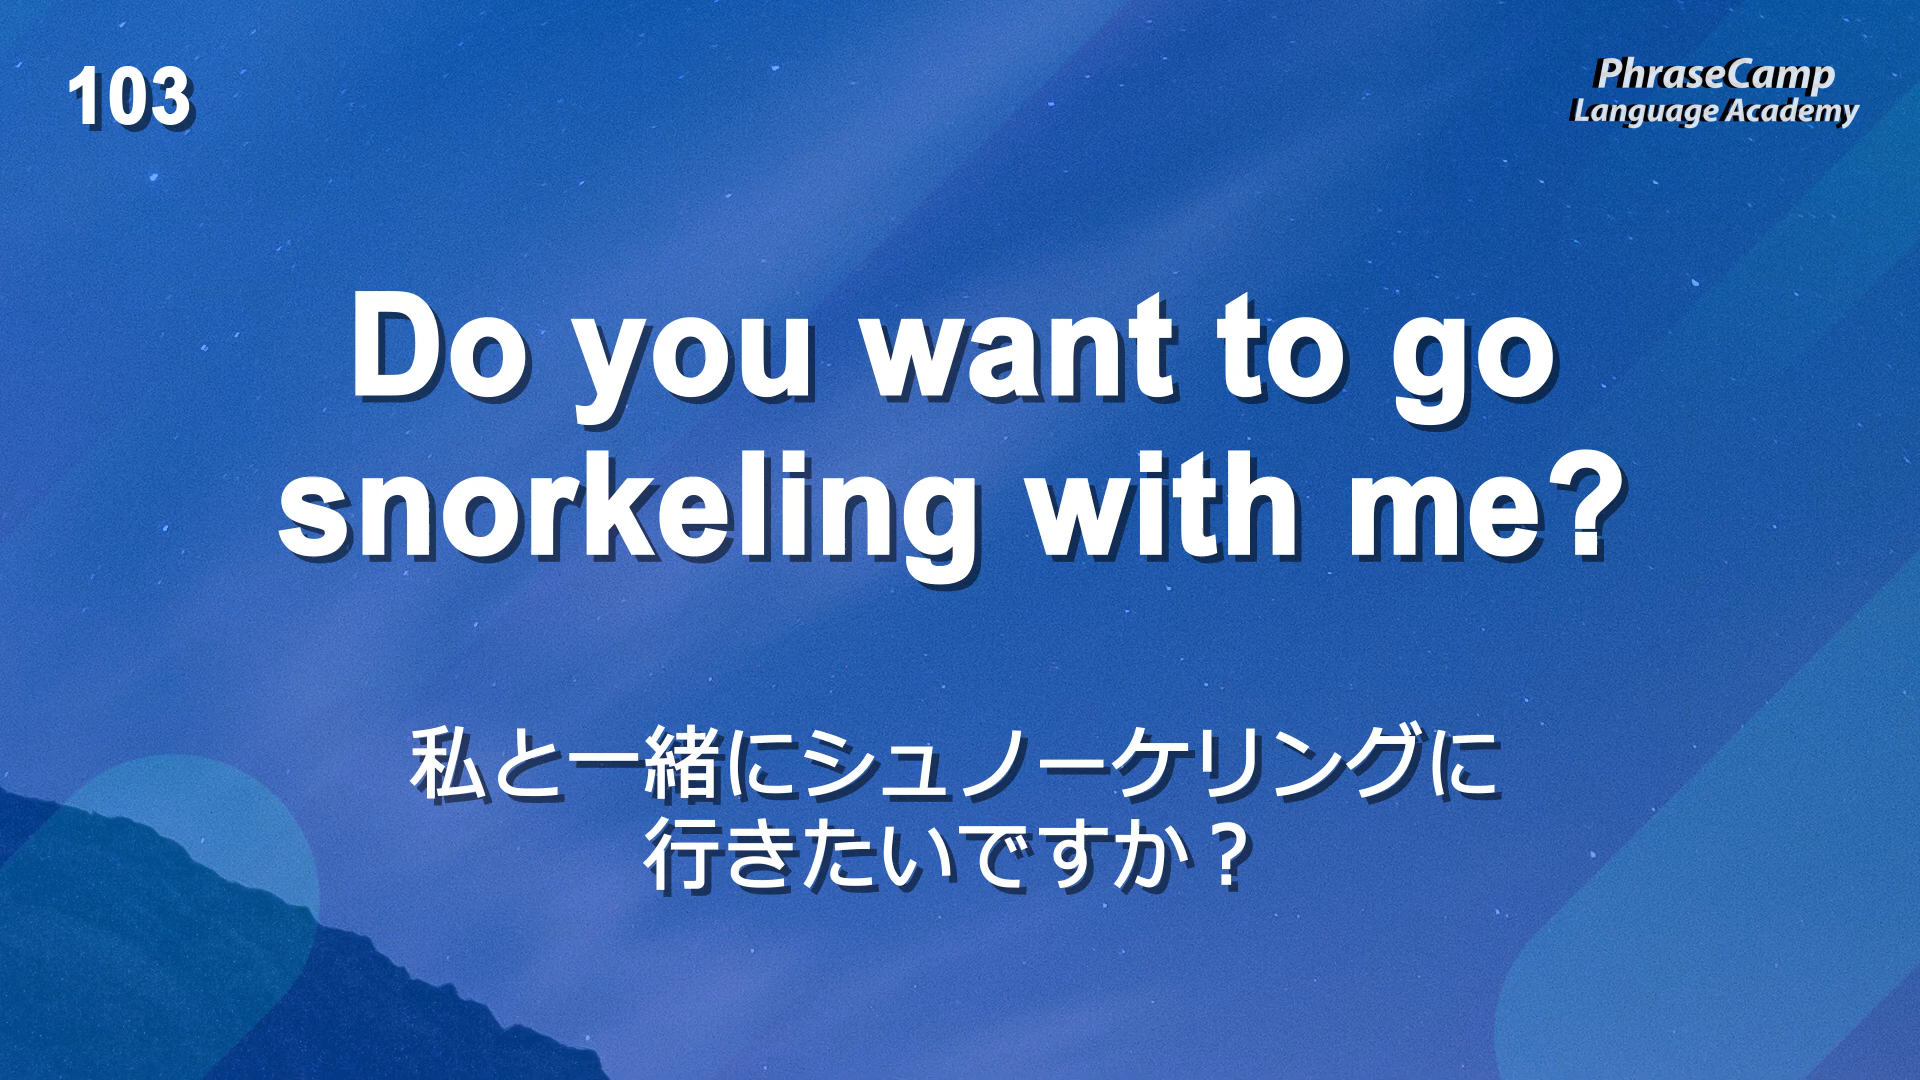 103
PhraseCamp
Language Academy
Do you want to go
snorkeling with me?
私と一緒にシュノーケリングに
行きたいですか？